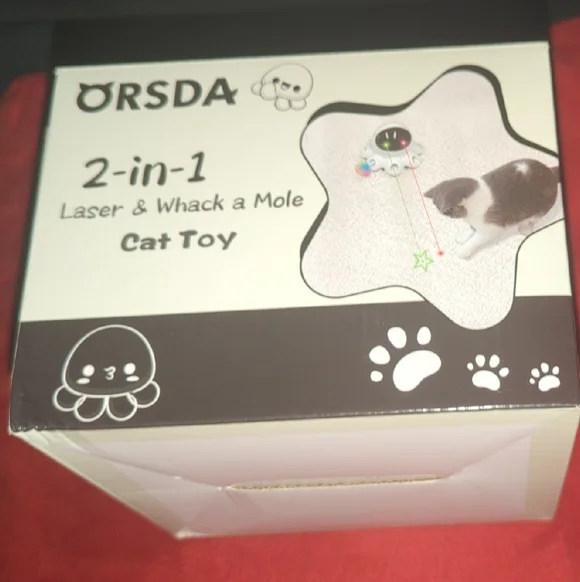 ORSDA
2-in-1
Laser & Whack a Mole
Cat Toy